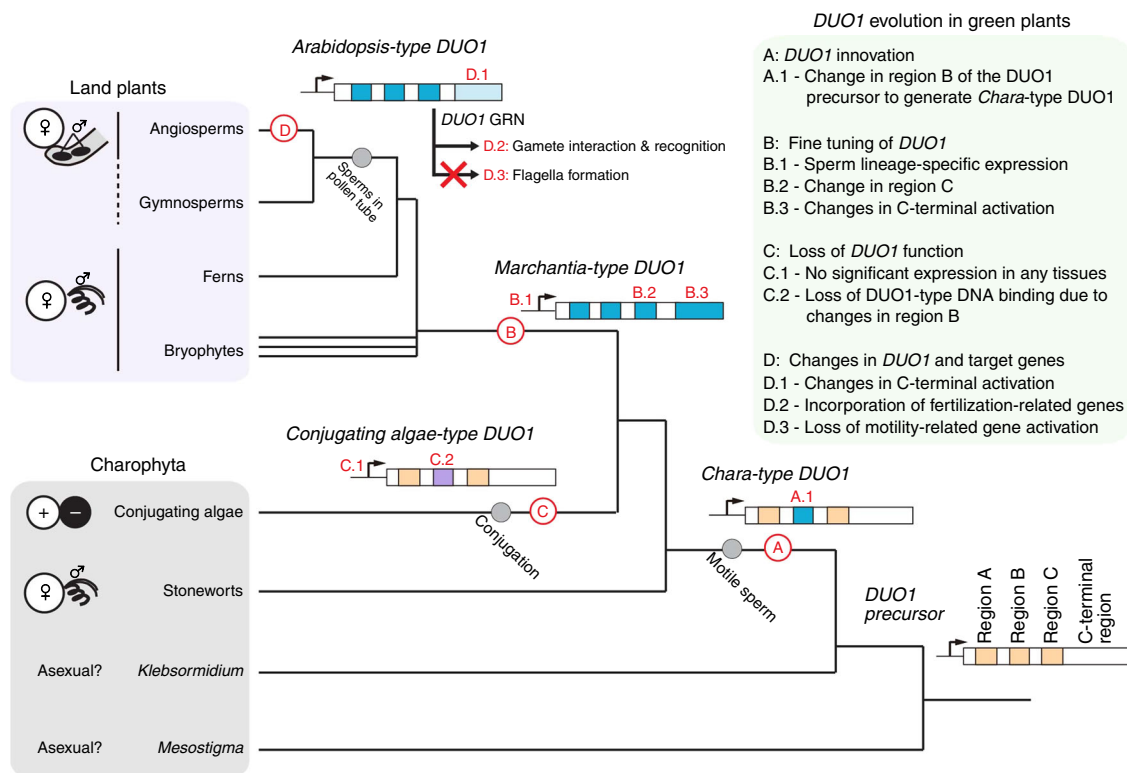 DUO1 evolution in green plants
A: DUO1 innovation
A.1 - Change in region B of the DUO1
precursor to generate Chara-type DUO1
B: Fine tuning of DUO1
B.1 - Sperm lineage-specific expression
B.2 - Change in region C
B.3 - Changes in C-terminal activation
C: Loss of DUO1 function
C.1 - No significant expression in any tissues
C.2 - Loss of DUO1-type DNA binding due to
changes in region B
D: Changes in DUO1 and target genes
D.1 - Changes in C-terminal activation
D.2 - Incorporation of fertilization-related genes
D.3 - Loss of motility-related gene activation
Arabidopsis-type DUO1
D.1
DUO1 GRN
D.2: Gamete interaction & recognition
D.3: Flagella formation
Land plants
♀ ♂
Angiosperms
D
Sperms in
pollen tube
Gymnosperms
♀ ♂
Ferns
Bryophytes
Marchantia-type DUO1
B.1
B.2
B.3
B
Conjugating algae-type DUO1
C.1
C.2
Charophyta
+ −
Conjugating algae
Conjugation
C
Chara-type DUO1
A.1
Motile sperm
A
♀ ♂
Stoneworts
DUO1
precursor
Region A
Region B
Region C
C-terminal
region
Asexual? Klebsormidium
Asexual? Mesostigma